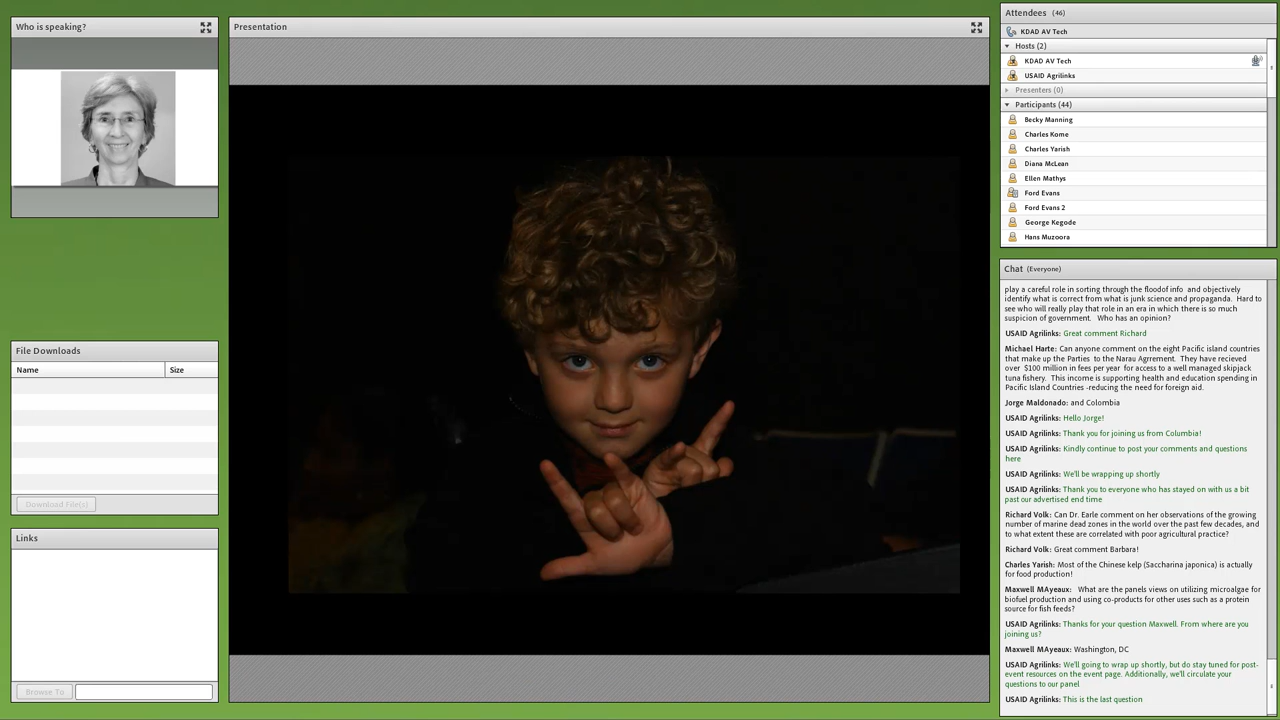 Who is speaking?
File Downloads
Name Size
Download File(s)
Links
Browse To
Presentation
Attendees (46)
KDAD AV Tech
Hosts (2)
KDAD AV Tech
USAID Agrilinks
Presenters (0)
Participants (44)
Becky Manning
Charles Kome
Charles Yarish
Diana McLean
Ellen Mathys
Ford Evans
Ford Evans 2
George Kegode
Hans Muzoora
Chat (Everyone)
play a careful role in sorting through the floodof info and objectively
identify what is correct from what is junk science and propaganda. Hard to
see who will really play that role in an era in which there is so much
suspicion of government. Who has an opinion?
USAID Agrilinks: Great comment Richard
Michael Harte: Can anyone comment on the eight Pacific island countries
that make up the Parties to the Narau Agrrement. They have recieved
over $100 million in fees per year for access to a well managed skipjack
tuna fishery. This income is supporting health and education spending in
Pacific Island Countries -reducing the need for foreign aid.
Jorge Maldonado: and Colombia
USAID Agrilinks: Hello Jorge!
USAID Agrilinks: Thank you for joining us from Columbia!
USAID Agrilinks: Kindly continue to post your comments and questions
here
USAID Agrilinks: We'll be wrapping up shortly
USAID Agrilinks: Thank you to everyone who has stayed on with us a bit
past our advertised end time
Richard Volk: Can Dr. Earle comment on her observations of the growing
number of marine dead zones in the world over the past few decades, and
to what extent these are correlated with poor agricultural practice?
Richard Volk: Great comment Barbara!
Charles Yarish: Most of the Chinese kelp (Saccharina japonica) is actually
for food production!
Maxwell MAyeaux: What are the panels views on utilizing microalgae for
biofuel production and using co-products for other uses such as a protein
source for fish feeds?
USAID Agrilinks: Thanks for your question Maxwell. From where are you
joining us?
Maxwell MAyeaux: Washington, DC
USAID Agrilinks: We'll going to wrap up shortly, but do stay tuned for post-
event resources on the event page. Additionally, we'll circulate your
questions to our panel
USAID Agrilinks: This is the last question